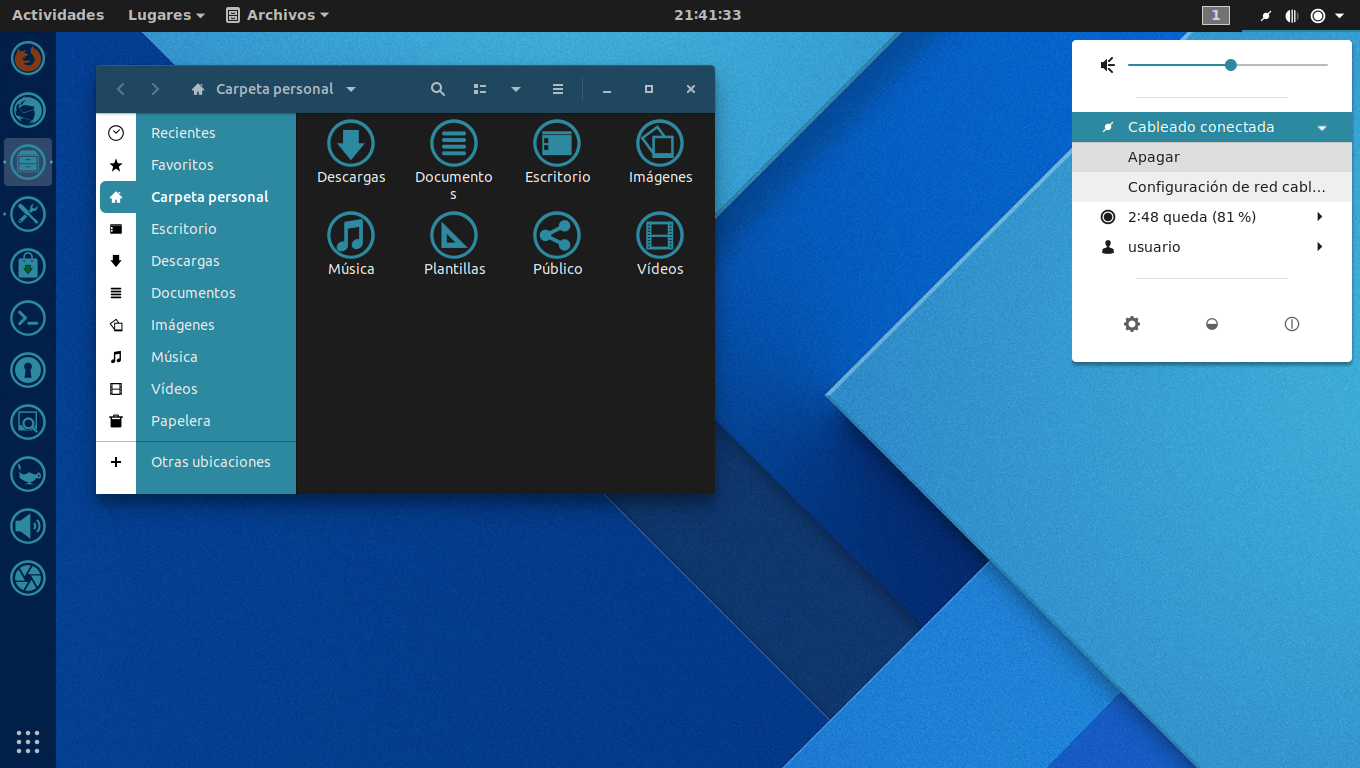 Actividades Lugares Archivos 21:41:33 1
Carpeta personal
Recientes
Favoritos
Carpeta personal
Escritorio
Descargas
Documentos
Imágenes
Música
Vídeos
Papelera
Otras ubicaciones
Descargas
Documento
s
Escritorio
Imágenes
Música
Plantillas
Público
Vídeos
Cableado conectada
Apagar
Configuración de red cabl...
2:48 queda (81 %)
usuario